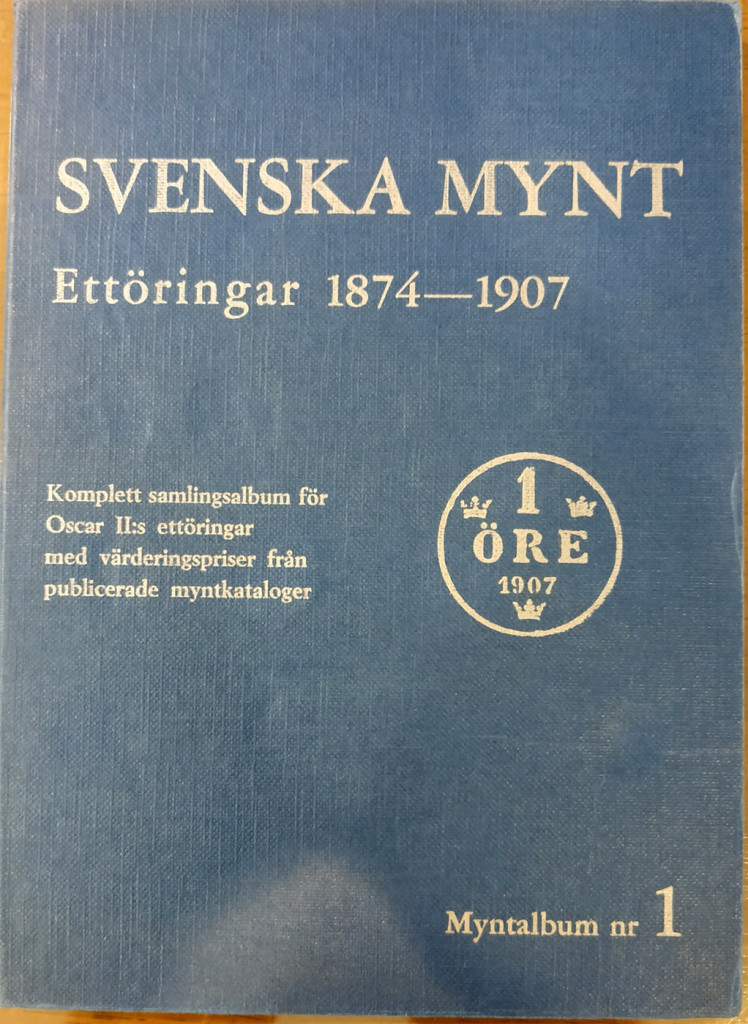 SVENSKA MYNT
Ettöringar 1874—1907
Komplett samlingsalbum för
Oscar II:s ettöringar
med värderingspriser från
publicerade myntkataloger
1
ÖRE
1907
Myntalbum nr 1